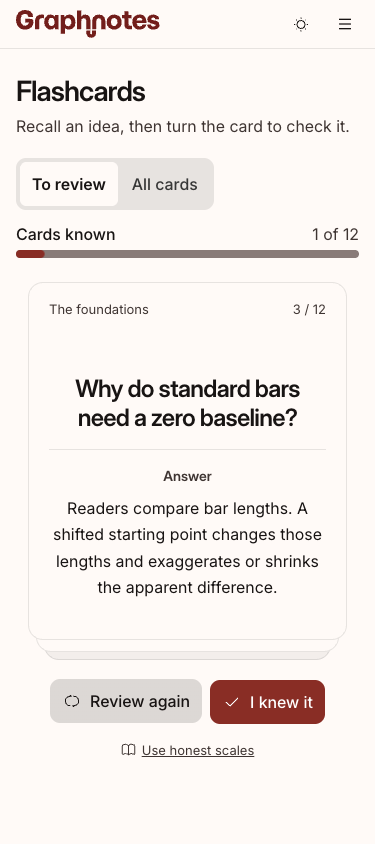 Graphnotes
Flashcards
Recall an idea, then turn the card to check it.
To review All cards
Cards known 1 of 12
The foundations 3 / 12
Why do standard bars
need a zero baseline?
Answer
Readers compare bar lengths. A
shifted starting point changes those
lengths and exaggerates or shrinks
the apparent difference.
Review again I knew it
Use honest scales